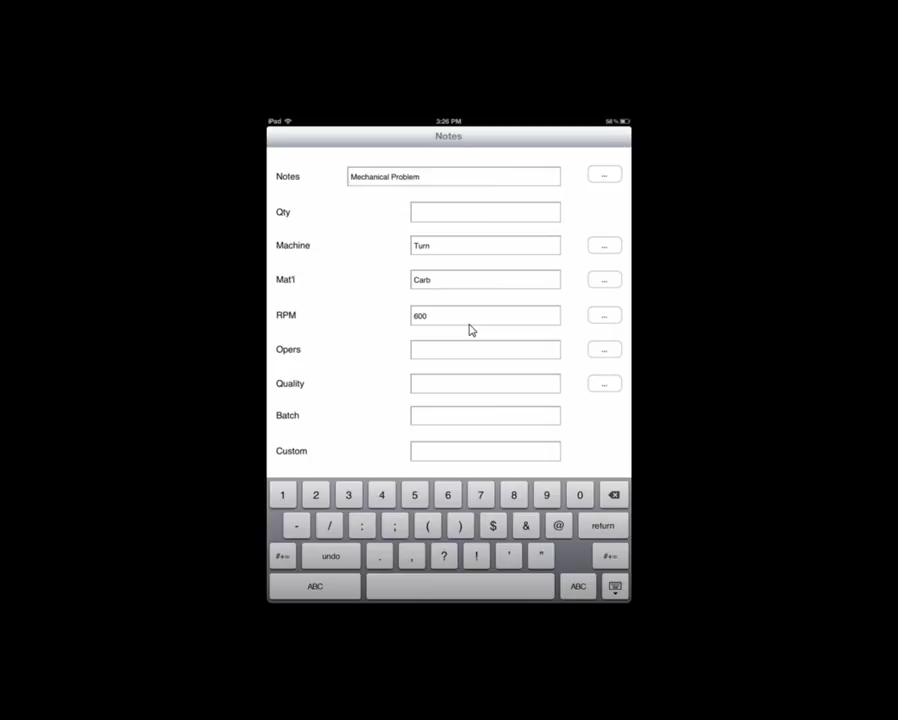 iPad 3:26 PM 58%
Notes
Notes Mechanical Problem ...
Qty
Machine Turn ...
Mat'l Carb ...
RPM 600 ...
Opers ...
Quality ...
Batch
Custom
1 2 3 4 5 6 7 8 9 0
- / : ; ( ) $ & @ return
#+= undo . , ? ! ' " #+=
ABC ABC